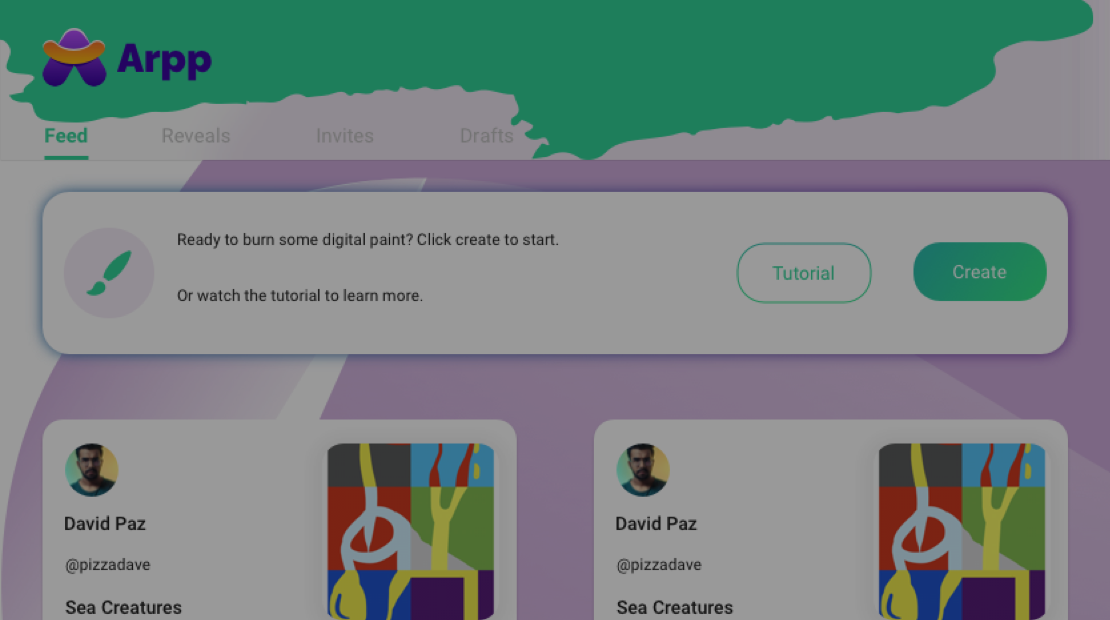 Arpp
Feed Reveals Invites Drafts
Ready to burn some digital paint? Click create to start.
Or watch the tutorial to learn more.
Tutorial
Create
David Paz
@pizzadave
Sea Creatures
David Paz
@pizzadave
Sea Creatures